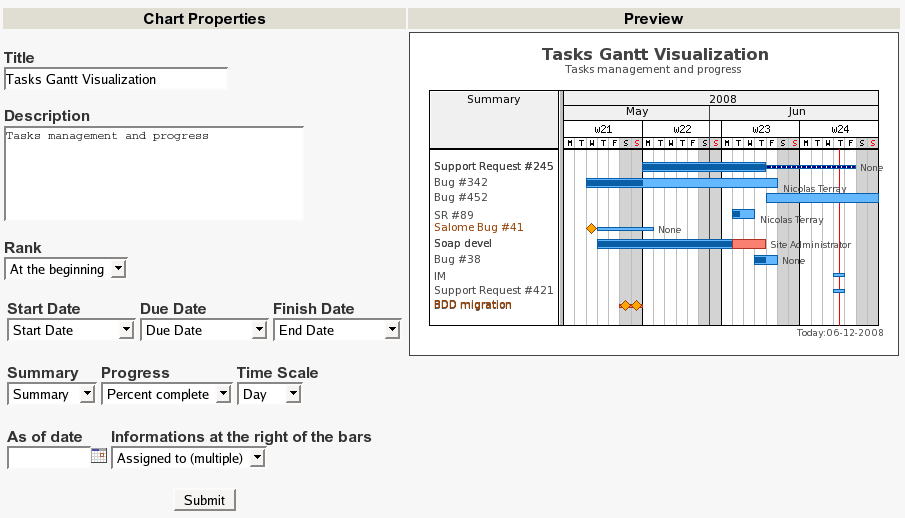 Chart Properties
Title
Tasks Gantt Visualization
Description
Tasks management and progress
Rank
At the beginning
Start Date Due Date Finish Date
Start Date Due Date End Date
Summary Progress Time Scale
Summary Percent complete Day
As of date Informations at the right of the bars
Assigned to (multiple)
Submit
Preview
Tasks Gantt Visualization
Tasks management and progress
Summary 2008
May Jun
w21 w22 w23 w24
M T W T F S S M T W T F S S M T W T F S S M T W T F S S
Support Request #245 None
Bug #342 Nicolas Terray
Bug #452
SR #89 Nicolas Terray
Salome Bug #41 None
Soap devel Site Administrator
Bug #38 None
IM
Support Request #421
BDD migration
Today:06-12-2008